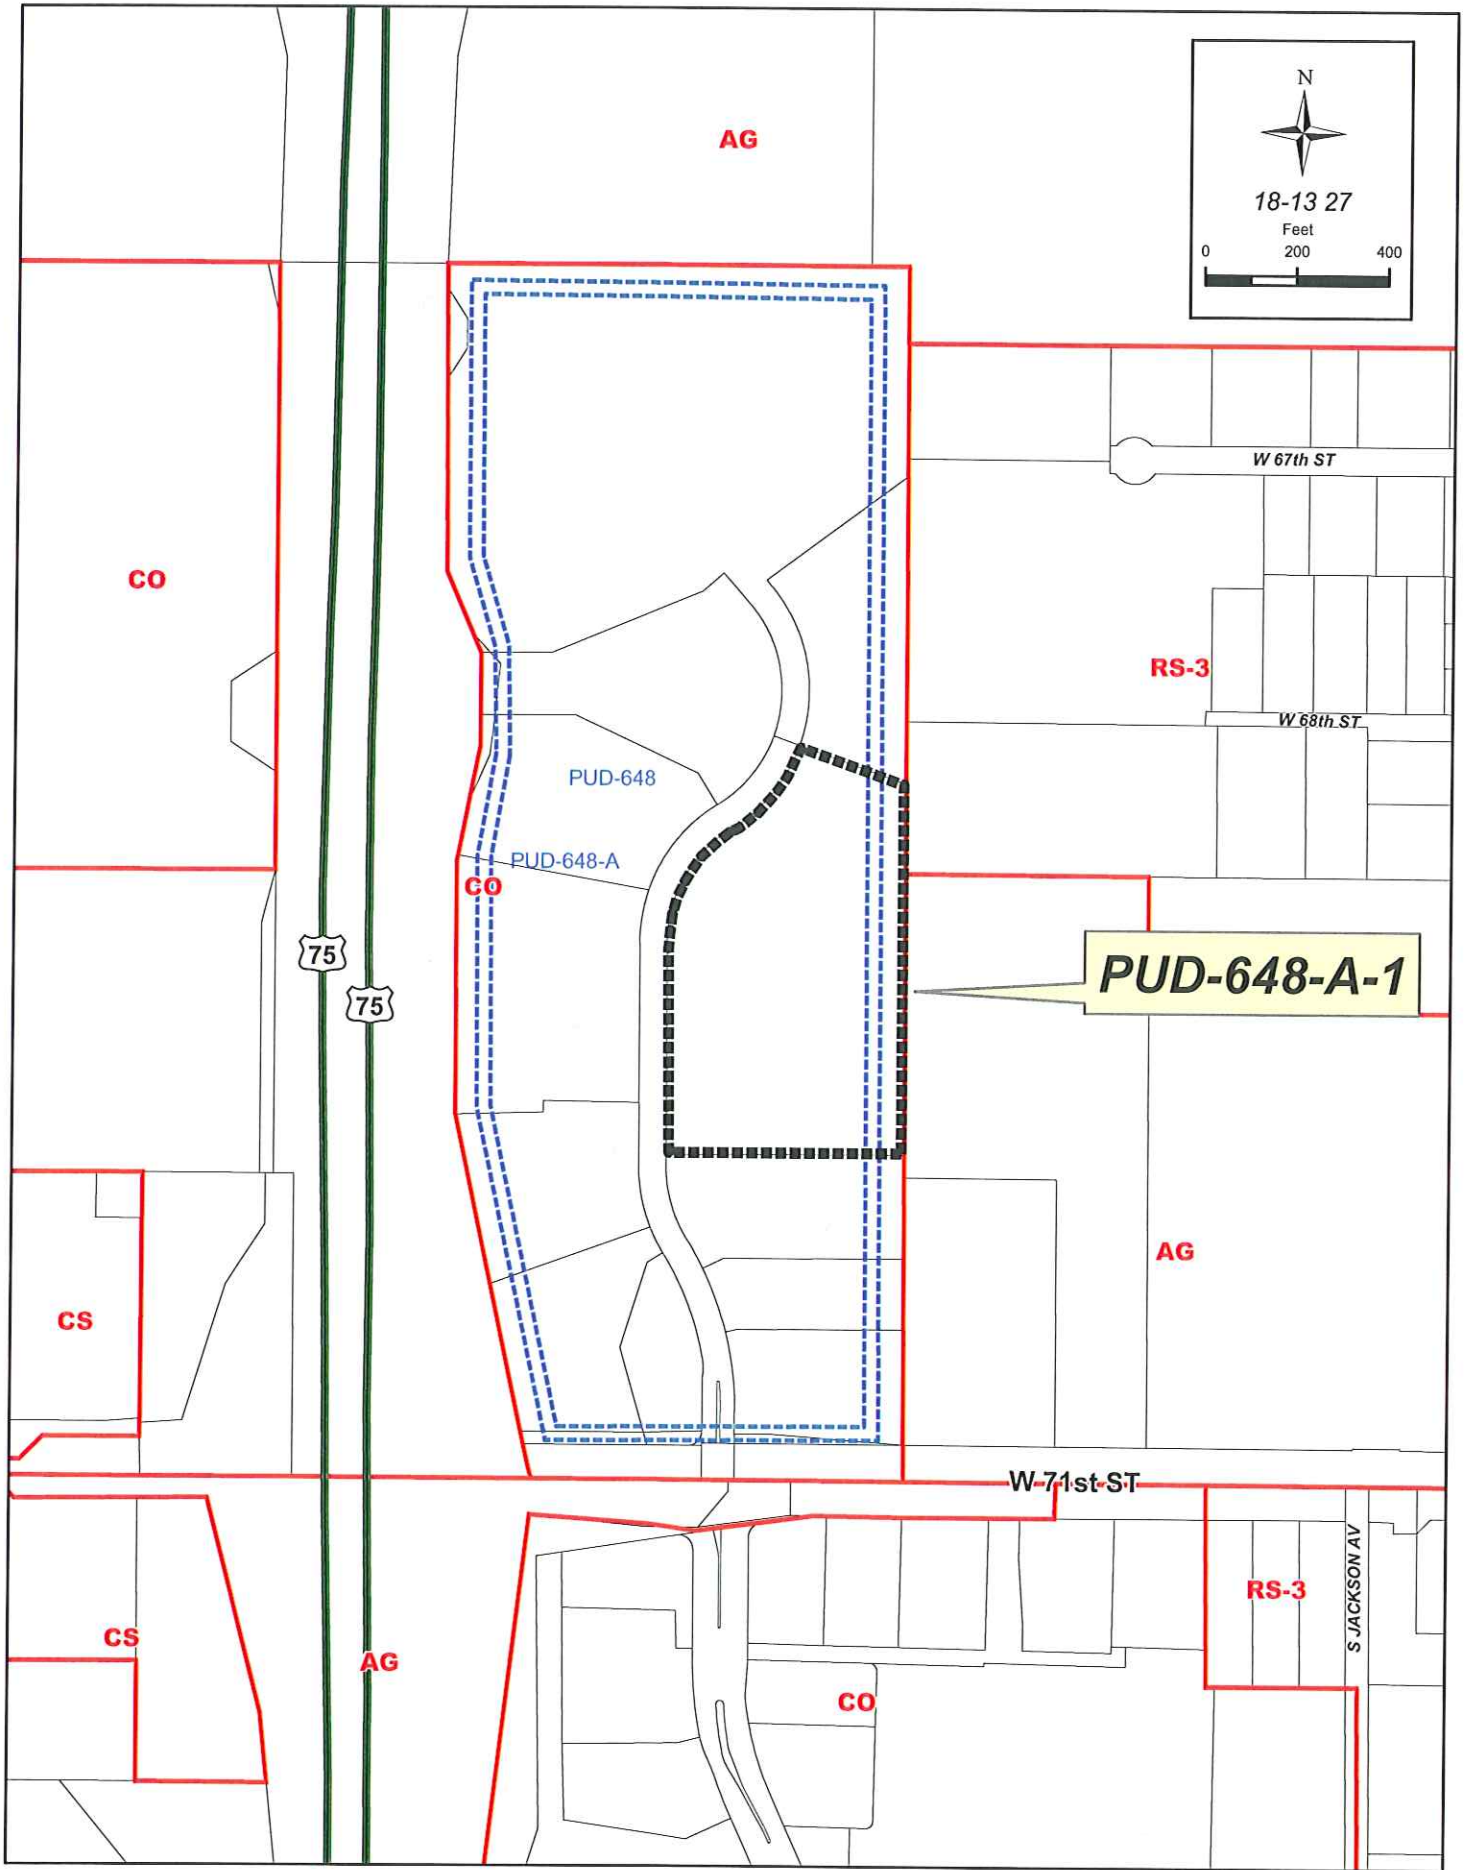 N
18-13 27
Feet
0 200 400
AG
W 67th ST
CO
RS-3
W 68th ST
PUD-648
PUD-648-A
CO
75
75
PUD-648-A-1
AG
CS
W 71st ST
S JACKSON AV
RS-3
CS
AG
CO